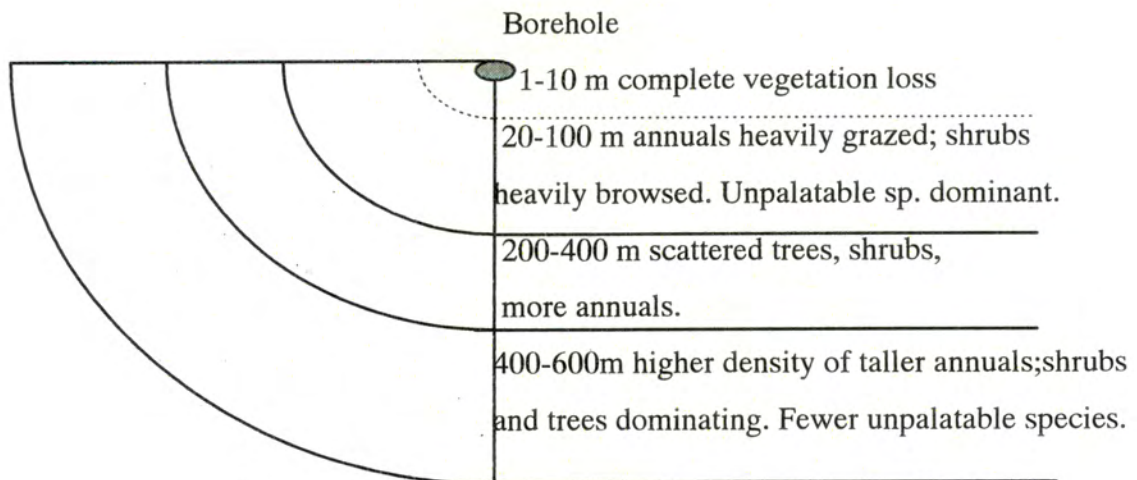 Borehole
1-10 m complete vegetation loss
20-100 m annuals heavily grazed; shrubs
heavily browsed. Unpalatable sp. dominant.
200-400 m scattered trees, shrubs,
more annuals.
400-600m higher density of taller annuals;shrubs
and trees dominating. Fewer unpalatable species.